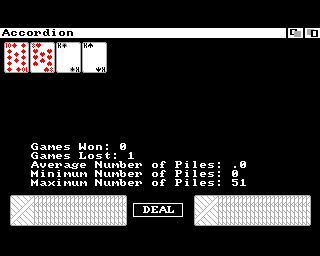 Accordion
Games Won: 0
Games Lost: 1
Average Number of Piles: .0
Minimum Number of Piles: 0
Maximum Number of Piles: 51
DEAL